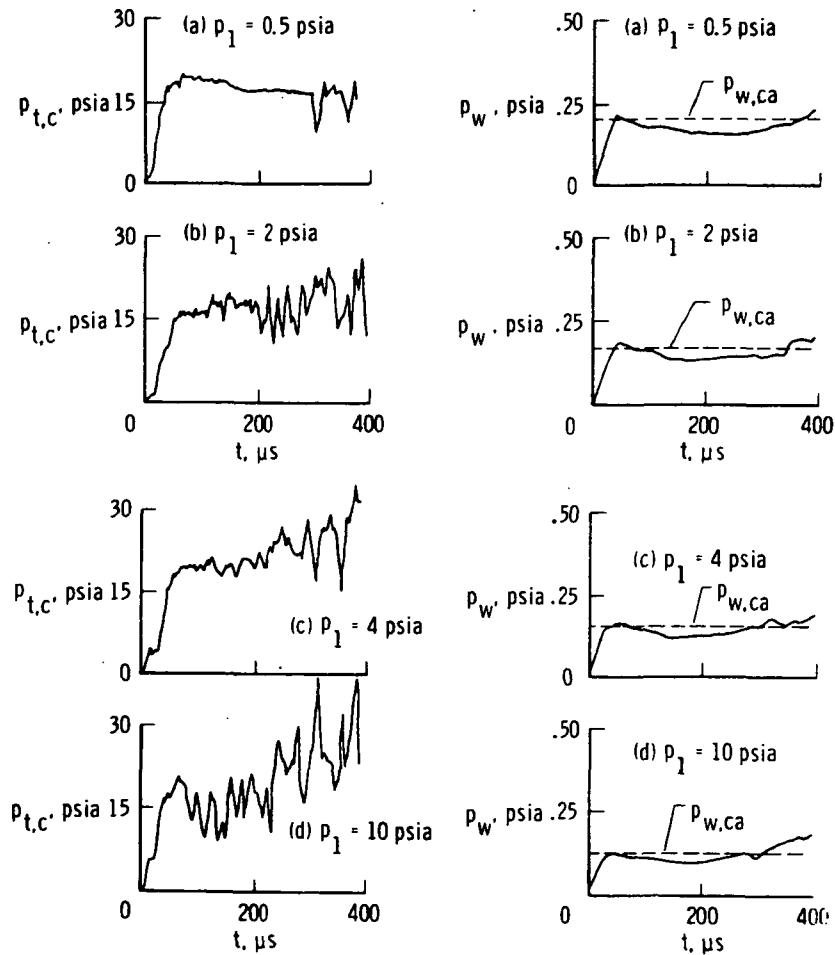 30
(a) p1 = 0.5 psia
pt,c, psia 15
0
30
(b) p1 = 2 psia
pt,c, psia 15
0
200
400
t, μs
30
pt,c, psia 15
(c) p1 = 4 psia
0
30
pt,c, psia 15
(d) p1 = 10 psia
0
200
400
t, μs
.50
(a) p1 = 0.5 psia
pw,ca
pw, psia .25
0
.50
(b) p1 = 2 psia
pw,ca
pw, psia .25
0
200
400
t, μs
.50
(c) p1 = 4 psia
pw,ca
pw, psia .25
0
.50
(d) p1 = 10 psia
pw,ca
pw, psia .25
0
200
400
t, μs